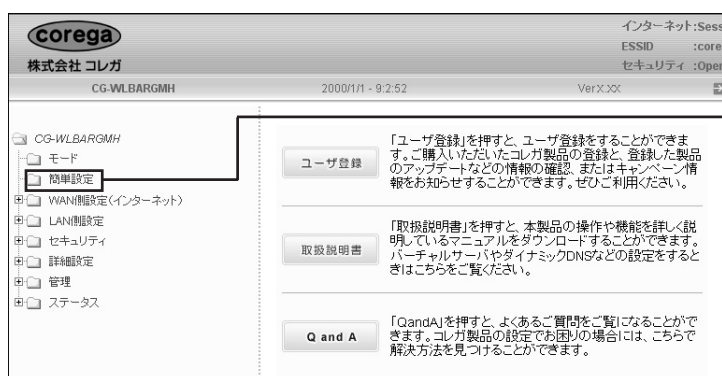 corega
株式会社 コレガ
インターネット:Sess
ESSID :core
セキュリティ :Oper
CG-WLBARGMH
2000/1/1 - 9:2:52
VerX.XX
CG-WLBARGMH
モード
簡単設定
WAN側設定(インターネット)
LAN側設定
セキュリティ
詳細設定
管理
ステータス
ユーザ登録
「ユーザ登録」を押すと、ユーザ登録をすることができま
す。ご購入いただいたコレガ製品の登録と、登録した製品
のアップデートなどの情報の確認、またはキャンペーン情
報をお知らせすることができます。ぜひご利用ください。
取扱説明書
「取扱説明書」を押すと、本製品の操作や機能を詳しく説
明しているマニュアルをダウンロードすることができます。
バーチャルサーバやダイナミックDNSなどの設定をすると
きはこちらをご覧ください。
Q and A
「QandA」を押すと、よくあるご質問をご覧になることがで
きます。コレガ製品の設定でお困りの場合には、こちらで
解決方法を見つけることができます。